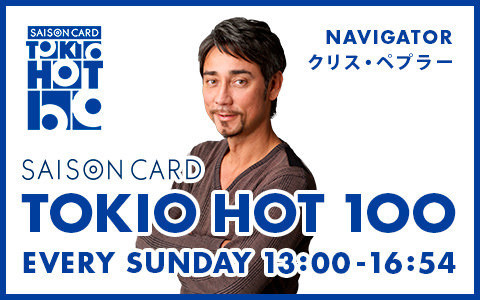 SAISON CARD
TOKIO
HOT
100
NAVIGATOR
クリス・ペプラー
SAISON CARD
TOKIO HOT 100
EVERY SUNDAY 13:00-16:54